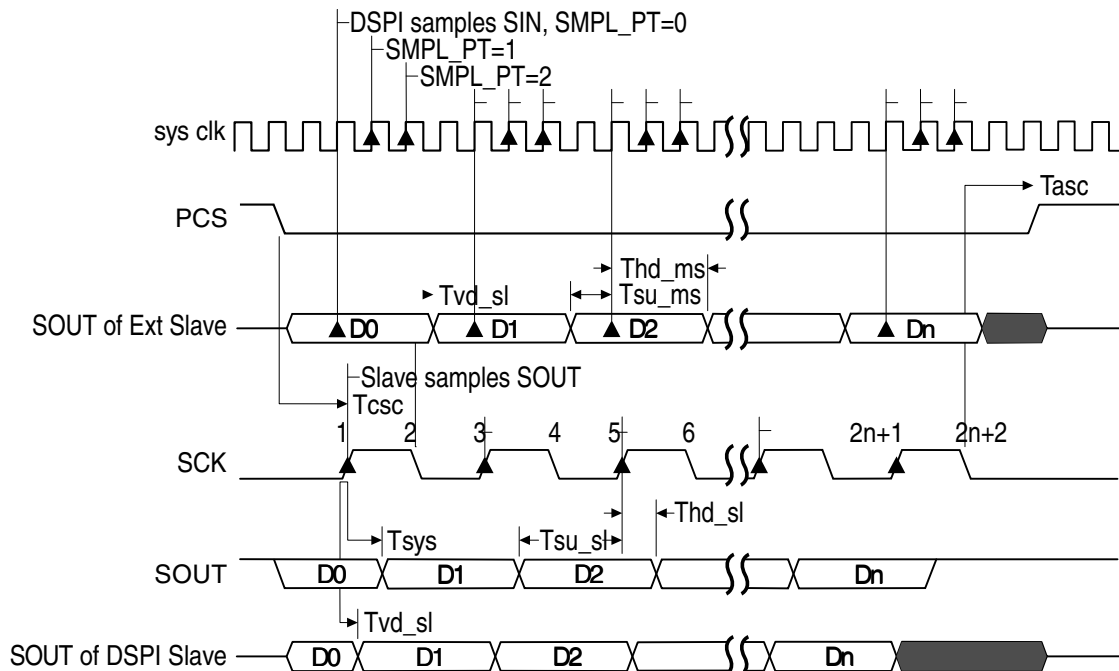 DSPI samples SIN, SMPL_PT=0
SMPL_PT=1
SMPL_PT=2
sys clk
Tasc
PCS
Thd_ms
Tvd_sl
Tsu_ms
SOUT of Ext Slave
D0
D1
D2
Dn
Slave samples SOUT
Tcsc
1
2
3
4
5
6
2n+1
2n+2
SCK
Thd_sl
Tsys
Tsu_sl
SOUT
D0
D1
D2
Dn
Tvd_sl
SOUT of DSPI Slave
D0
D1
D2
Dn